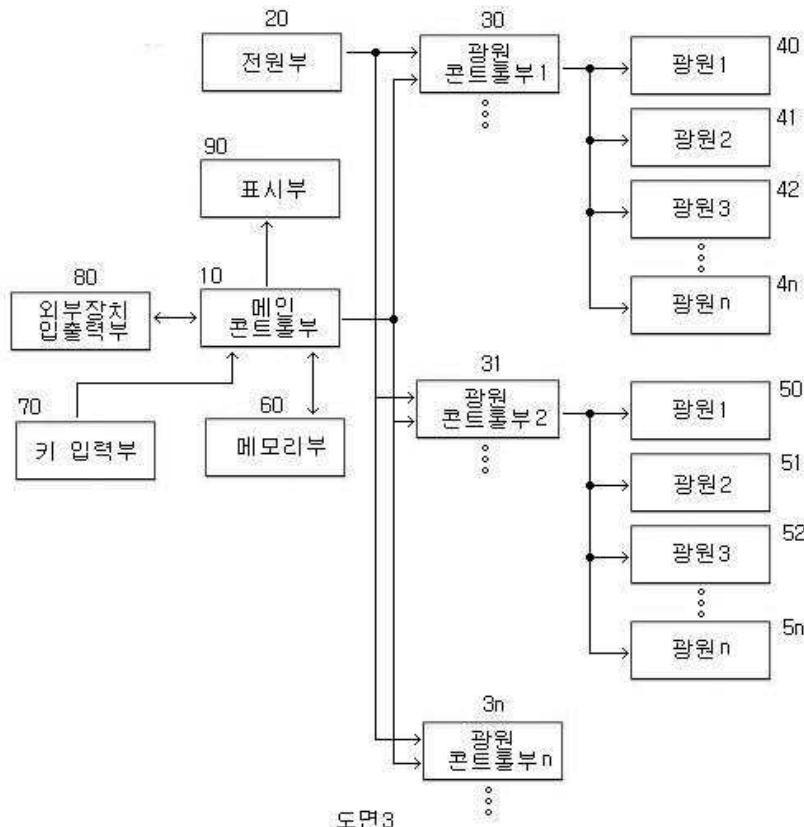 20
전원부
30
광원
콘트롤부1
40
광원1
41
광원2
42
광원3
4n
광원n
90
표시부
80
외부장치
입출력부
10
메인
콘트롤부
70
키 입력부
60
메모리부
31
광원
콘트롤부2
50
광원1
51
광원2
52
광원3
5n
광원n
3n
광원
콘트롤부n
도면3